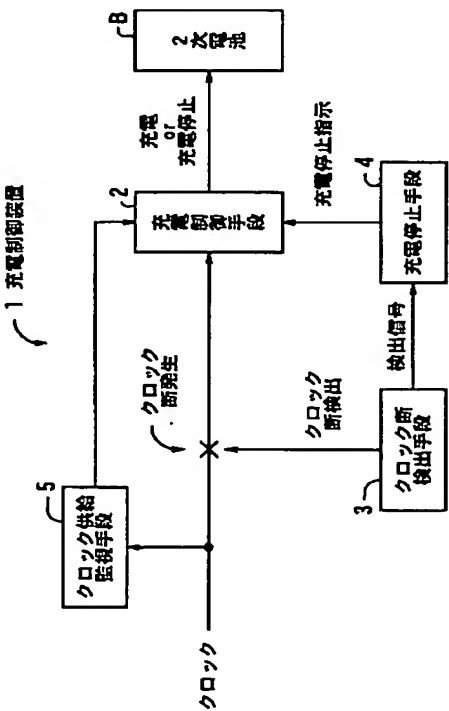 1 充電制御装置
5
クロック供給
監視手段
クロック
クロック
断発生
2
充電制御手段
充電
or
充電停止
B
2次電池
クロック
断検出
3
クロック断
検出手段
検出信号
4
充電停止手段
充電停止指示